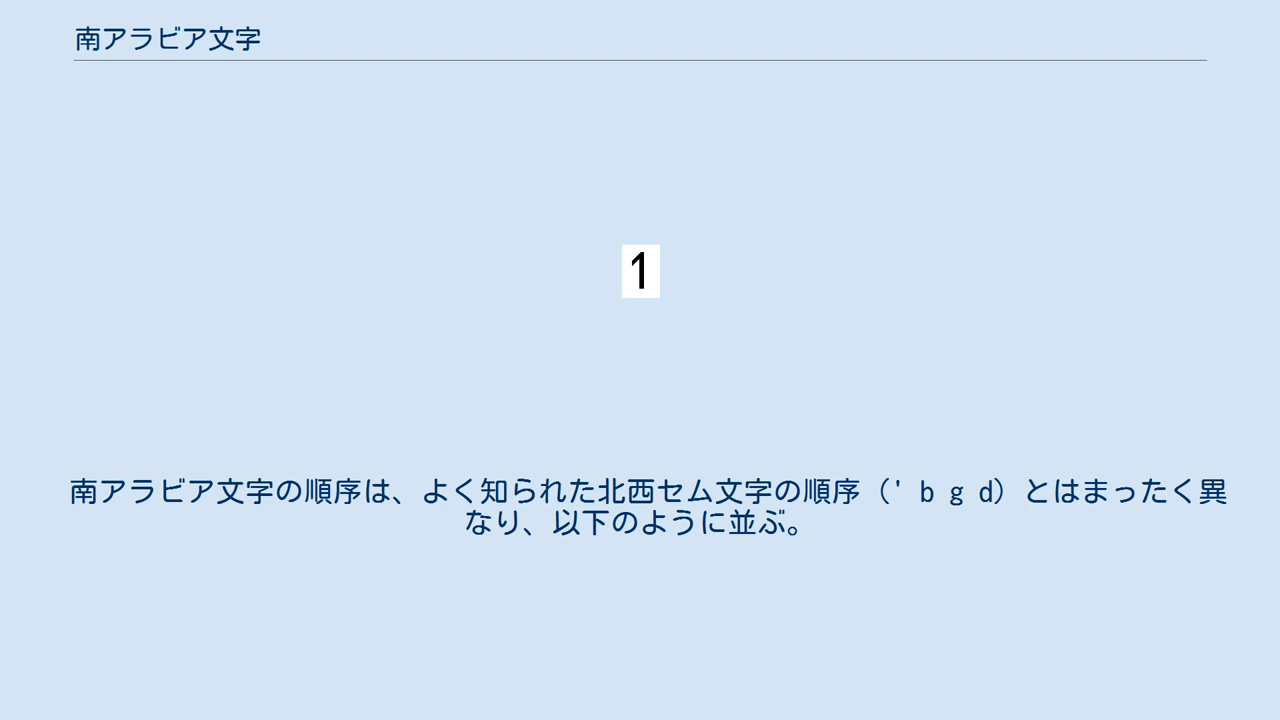 南アラビア文字
1
南アラビア文字の順序は、よく知られた北西セム文字の順序（' b g d）とはまったく異
なり、以下のように並ぶ。